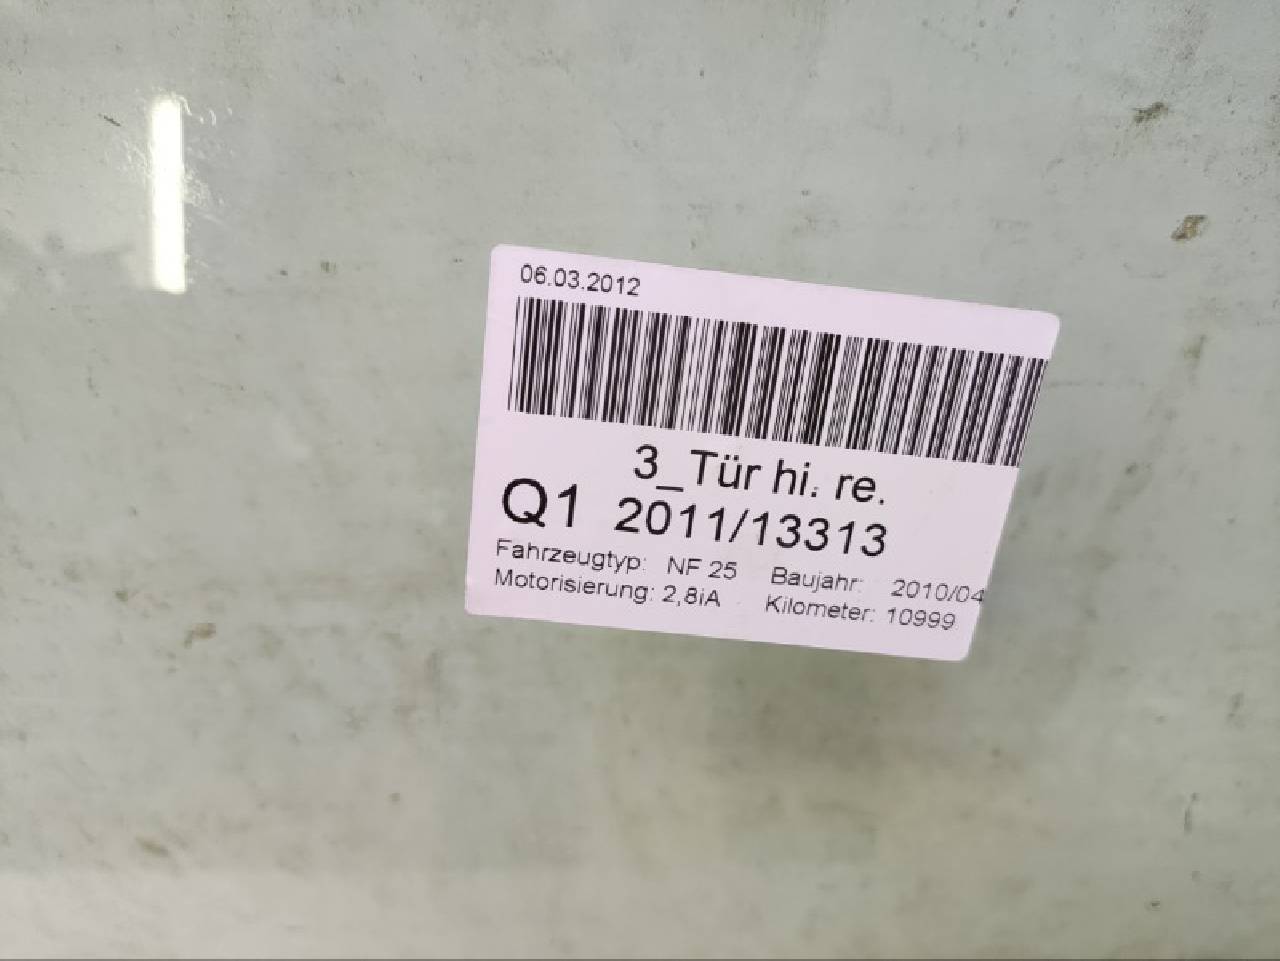 06.03.2012
3_Tür hi. re.
Q1 2011/13313
Fahrzeugtyp: NF 25 Baujahr: 2010/04
Motorisierung: 2,8iA Kilometer: 10999